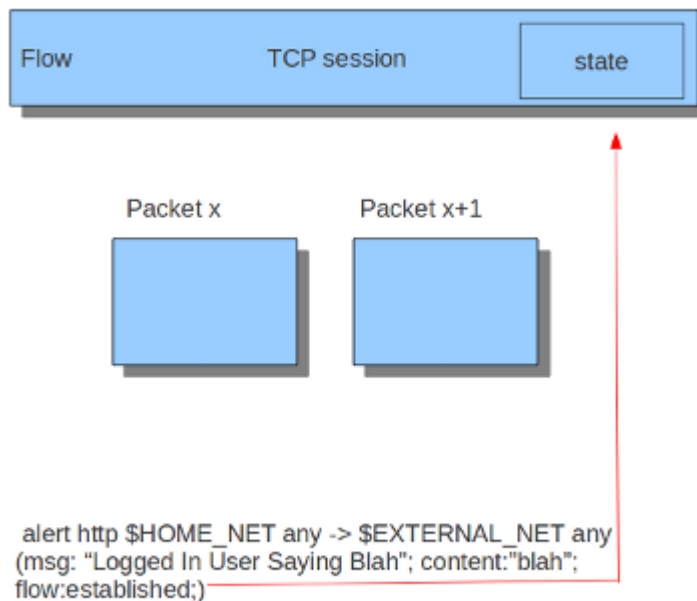 Flow TCP session state
Packet x Packet x+1
alert http $HOME_NET any -> $EXTERNAL_NET any
(msg: “Logged In User Saying Blah"; content:"blah”;
flow:established;)